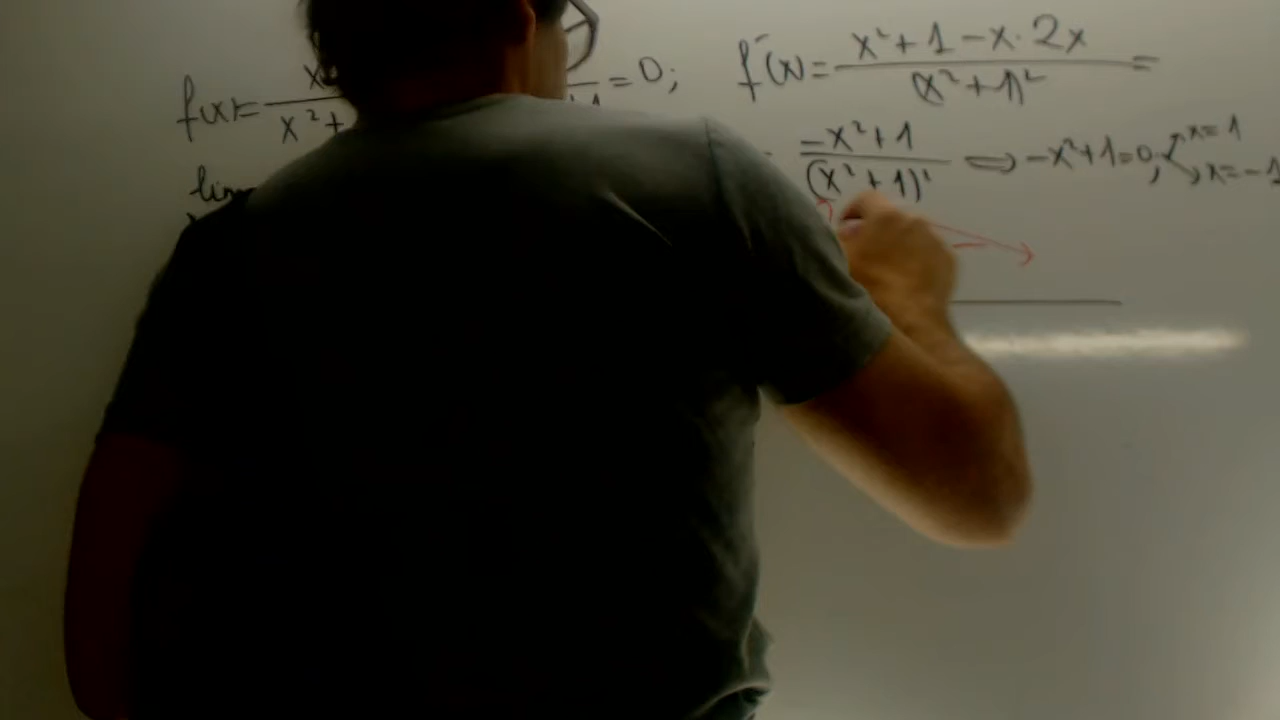 f(x)= x
x²+
= 0;
lim
f'(x) = x²+1-x·2x =
(x²+1)²
-x²+1 ⇒ -x²+1=0; x=1
(x²+1)² x=-1